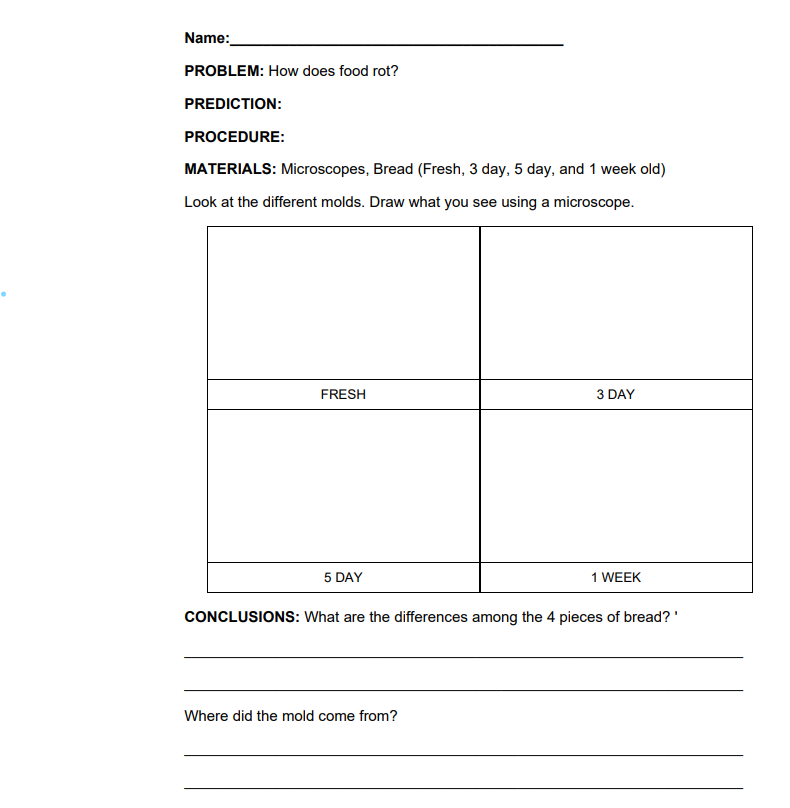 Name:________________________________________
PROBLEM: How does food rot?
PREDICTION:
PROCEDURE:
MATERIALS: Microscopes, Bread (Fresh, 3 day, 5 day, and 1 week old)
Look at the different molds. Draw what you see using a microscope.
FRESH
3 DAY
5 DAY
1 WEEK
CONCLUSIONS: What are the differences among the 4 pieces of bread? '
Where did the mold come from?